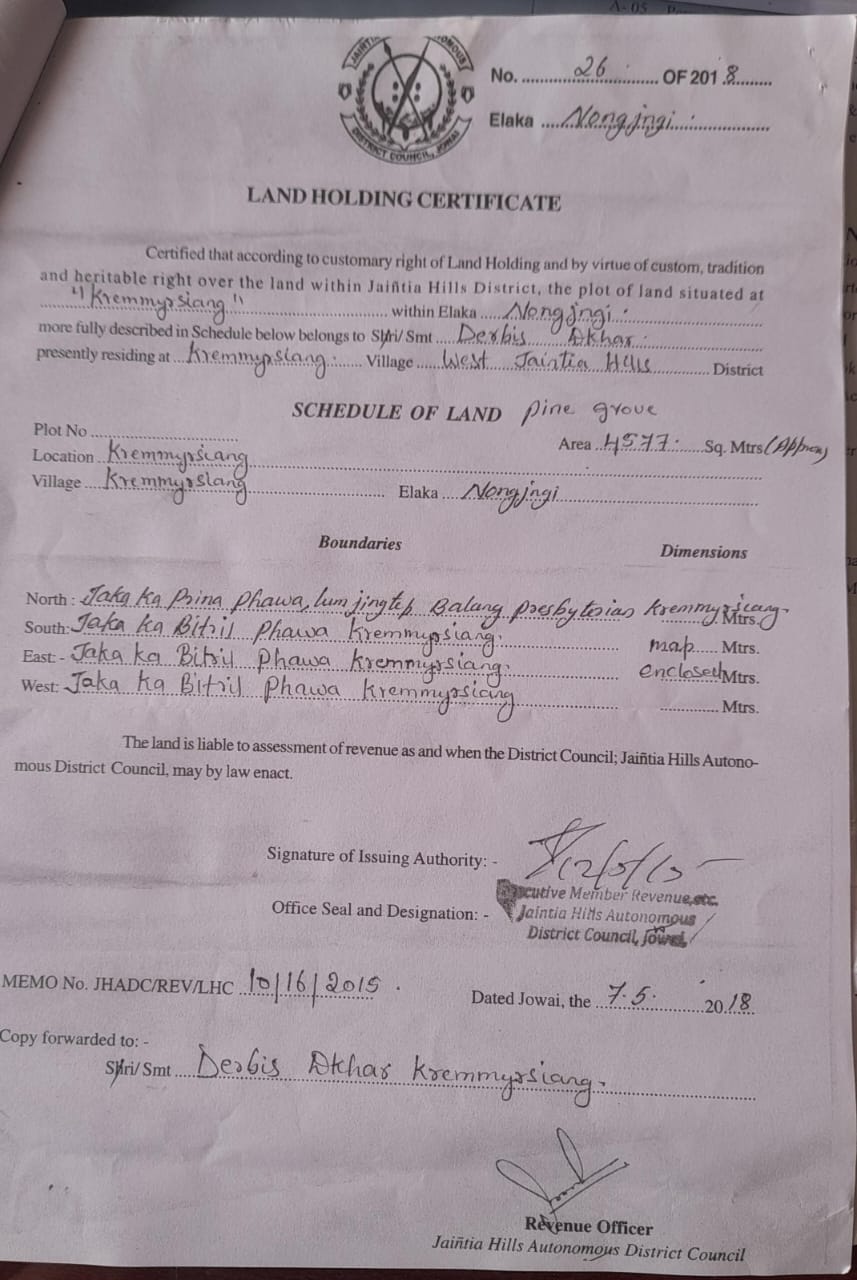 A-05
DISTRICT COUNCIL, JOWAI
No. 26 OF 2018
Elaka Nongjngi
LAND HOLDING CERTIFICATE
Certified that according to customary right of Land Holding and by virtue of custom, tradition
and heritable right over the land within Jaiñtia Hills District, the plot of land situated at
"Kremmyrsiang" within Elaka Nongjngi
more fully described in Schedule below belongs to Shri/ Smt Derbis Dkhar
presently residing at Kremmyrsiang Village West Jaintia Hills District
SCHEDULE OF LAND Pine grove
Plot No
Area 4577 Sq. Mtrs (Approx)
Location Kremmyrsiang
Village Kremmyrsiang Elaka Nongjngi
Boundaries Dimensions
North : Jaka Ka Prina Phawa, lum jingtep Balang Presbyterian Kremmyrsiang. Mtrs.
South: Jaka Ka Bitril Phawa Kremmyrsiang. map Mtrs.
East: - Jaka ka Bitril Phawa Kremmyrsiang. enclosed Mtrs.
West: Jaka Ka Bitril Phawa Kremmyrsiang Mtrs.
The land is liable to assessment of revenue as and when the District Council; Jaiñtia Hills Autono-
mous District Council, may by law enact.
Signature of Issuing Authority: -
Office Seal and Designation: - Executive Member Revenue, etc.
Jaintia Hills Autonomous
District Council, Jowai
MEMO No. JHADC/REV/LHC 10/16/2015 .
Dated Jowai, the 7.5. 2018
Copy forwarded to: -
Shri/ Smt Derbis Dkhar Kremmyrsiang.
Revenue Officer
Jaiñtia Hills Autonomous District Council